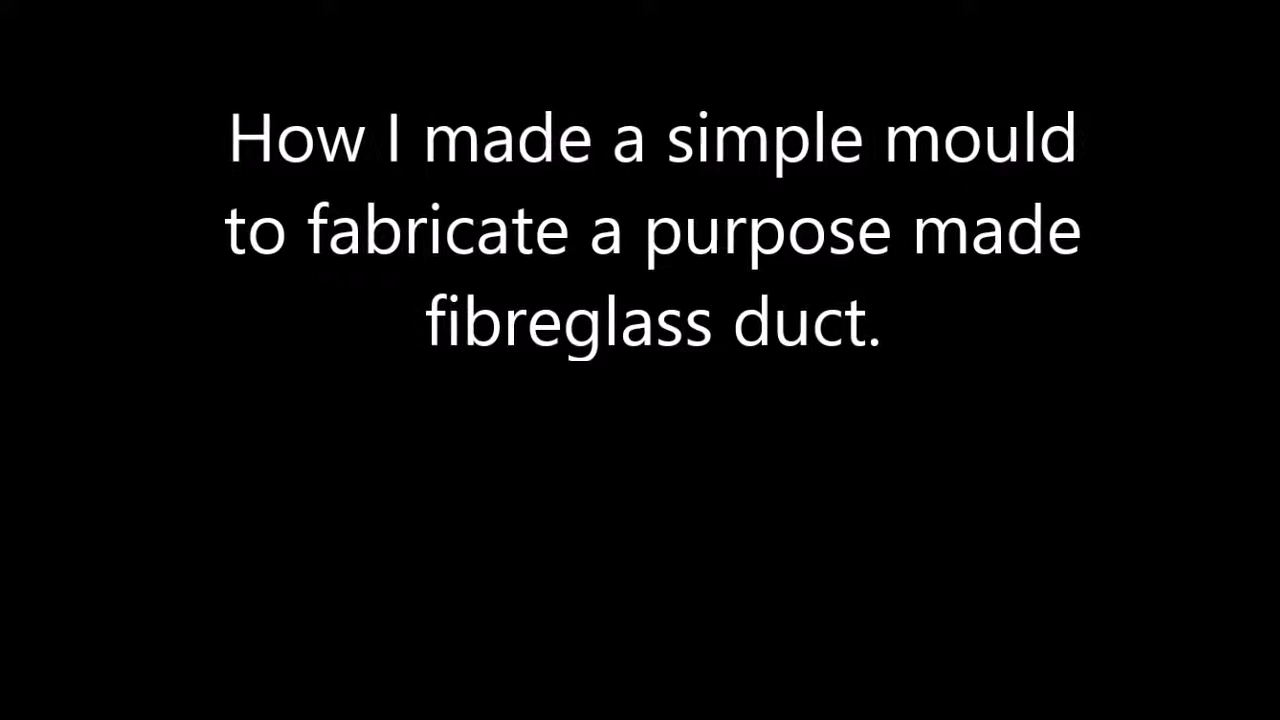 How I made a simple mould
to fabricate a purpose made
fibreglass duct.